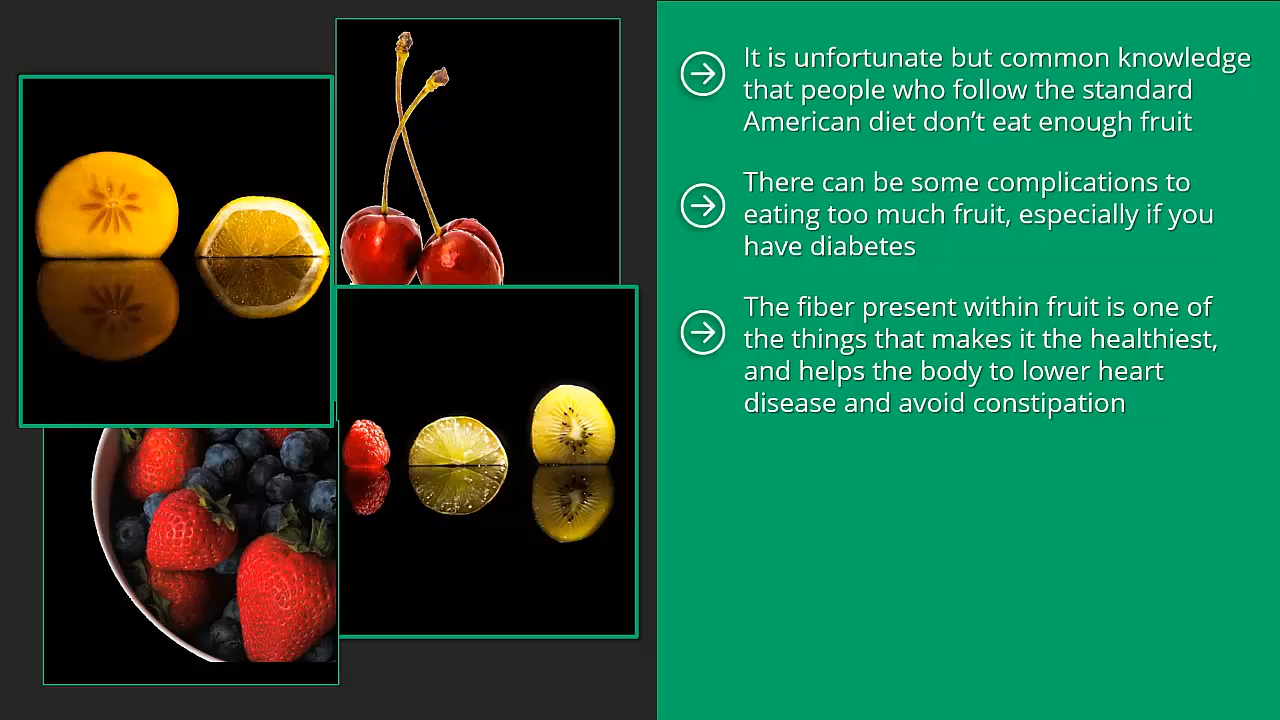 It is unfortunate but common knowledge
that people who follow the standard
American diet don’t eat enough fruit
There can be some complications to
eating too much fruit, especially if you
have diabetes
The fiber present within fruit is one of
the things that makes it the healthiest,
and helps the body to lower heart
disease and avoid constipation